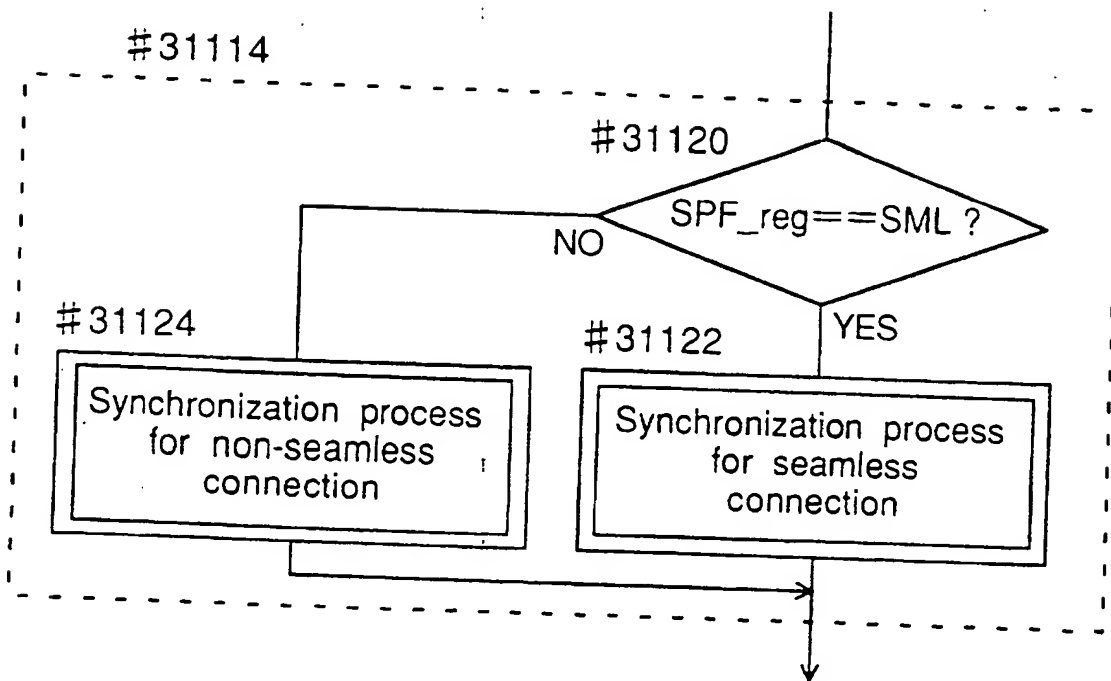 #31114
#31120
SPF_reg==SML ?
NO
YES
#31124
Synchronization process
for non-seamless
connection
#31122
Synchronization process
for seamless
connection